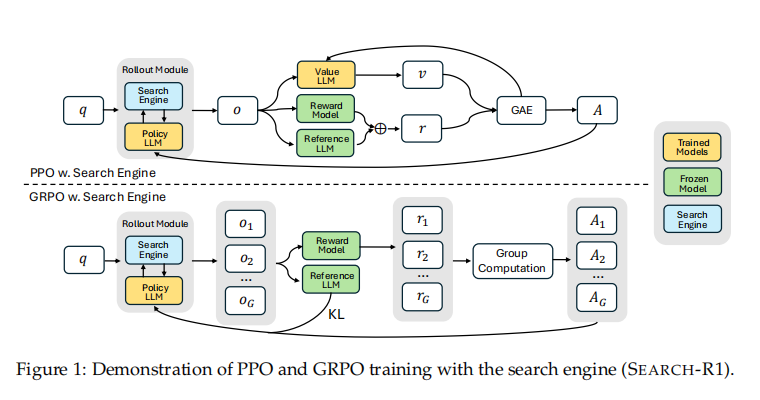 Rollout Module
Search
Engine
Policy
LLM
q
o
Value
LLM
Reward
Model
Reference
LLM
⊕
v
r
GAE
A
PPO w. Search Engine
Trained
Models
Frozen
Model
Search
Engine
GRPO w. Search Engine
Rollout Module
Search
Engine
Policy
LLM
q
o₁
o₂
...
o_G
Reward
Model
Reference
LLM
KL
r₁
r₂
...
r_G
Group
Computation
A₁
A₂
...
A_G
Figure 1: Demonstration of PPO and GRPO training with the search engine (SEARCH-R1).